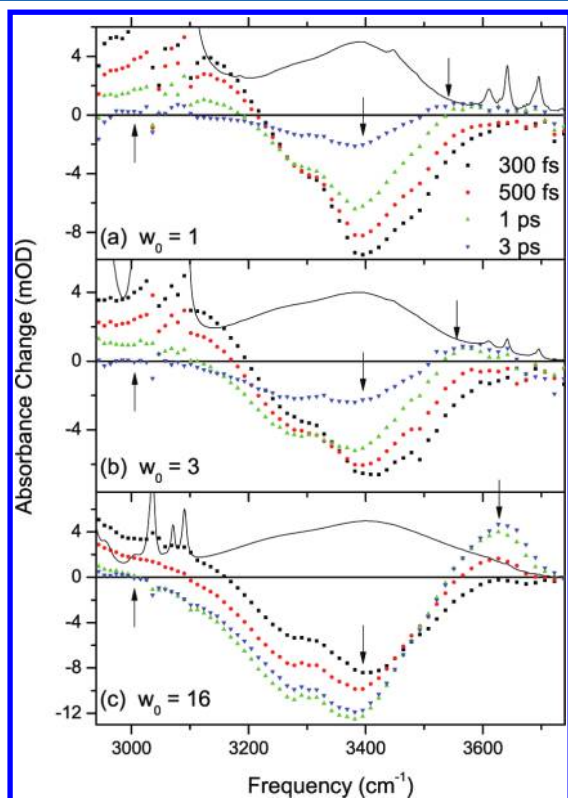 4
0
-4
-8
(a) w₀ = 1
300 fs
500 fs
1 ps
3 ps
4
0
-4
(b) w₀ = 3
4
0
-4
-8
-12
(c) w₀ = 16
3000
3200
3400
3600
Absorbance Change (mOD)
Frequency (cm⁻¹)